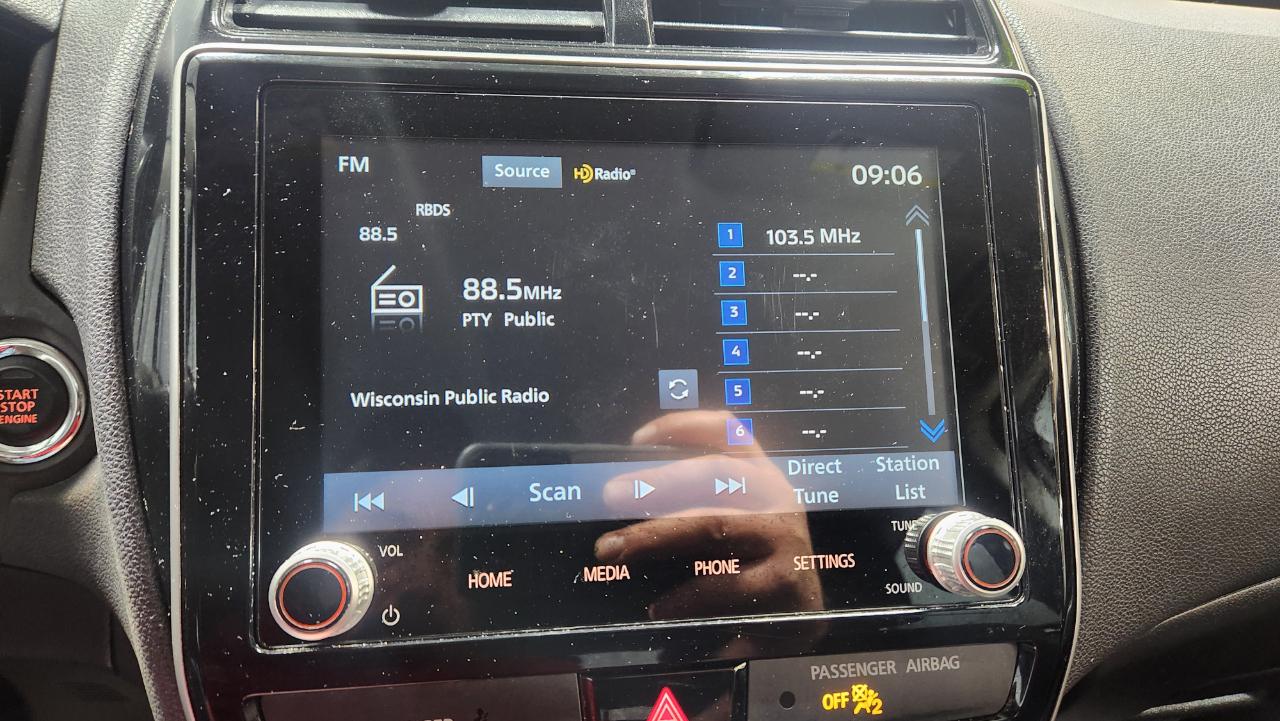 FM
Source
HD Radio®
09:06
RBDS
88.5
88.5MHz
PTY Public
Wisconsin Public Radio
1 103.5 MHz
2 --.-
3 --.-
4 --.-
5 --.-
6 --.-
Scan
Direct
Tune
Station
List
VOL
HOME
MEDIA
PHONE
SETTINGS
TUNE
SOUND
START
STOP
ENGINE
PASSENGER AIRBAG
OFF 2